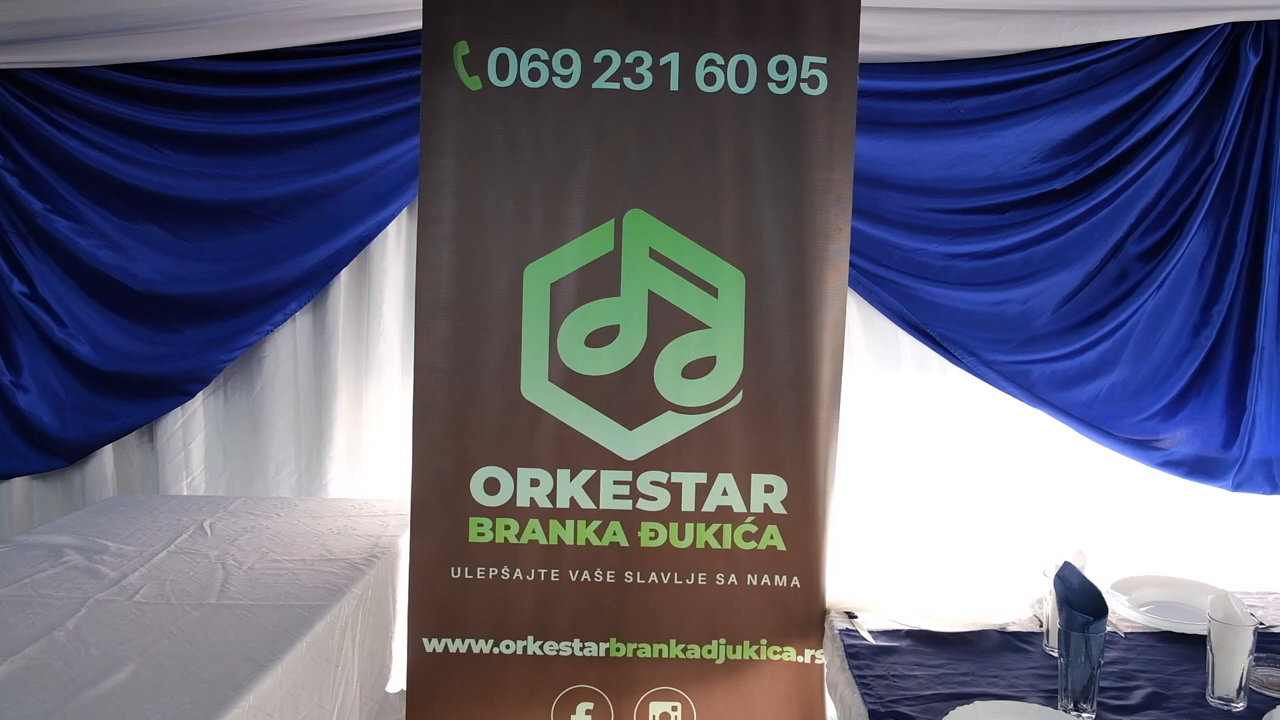 069 231 60 95
ORKESTAR
BRANKA ĐUKIĆA
ULEPŠAJTE VAŠE SLAVLJE SA NAMA
www.orkestarbrankadjukica.rs